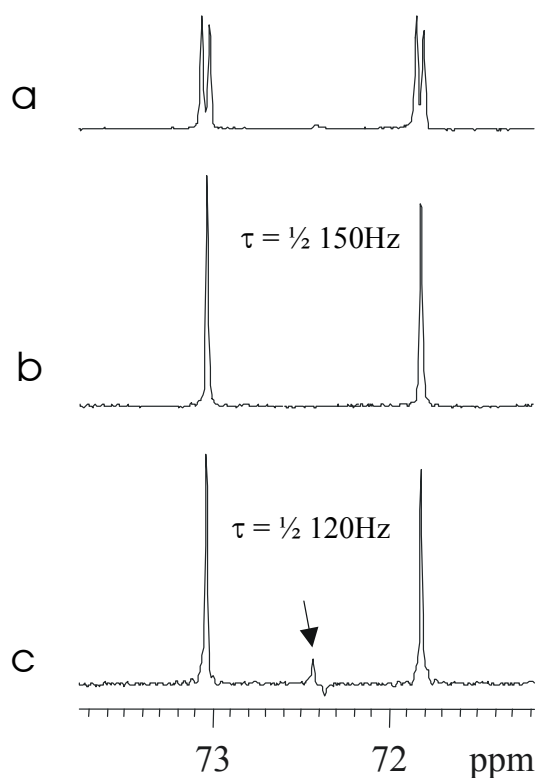 a
τ = ½ 150Hz
b
τ = ½ 120Hz
c
73 72 ppm